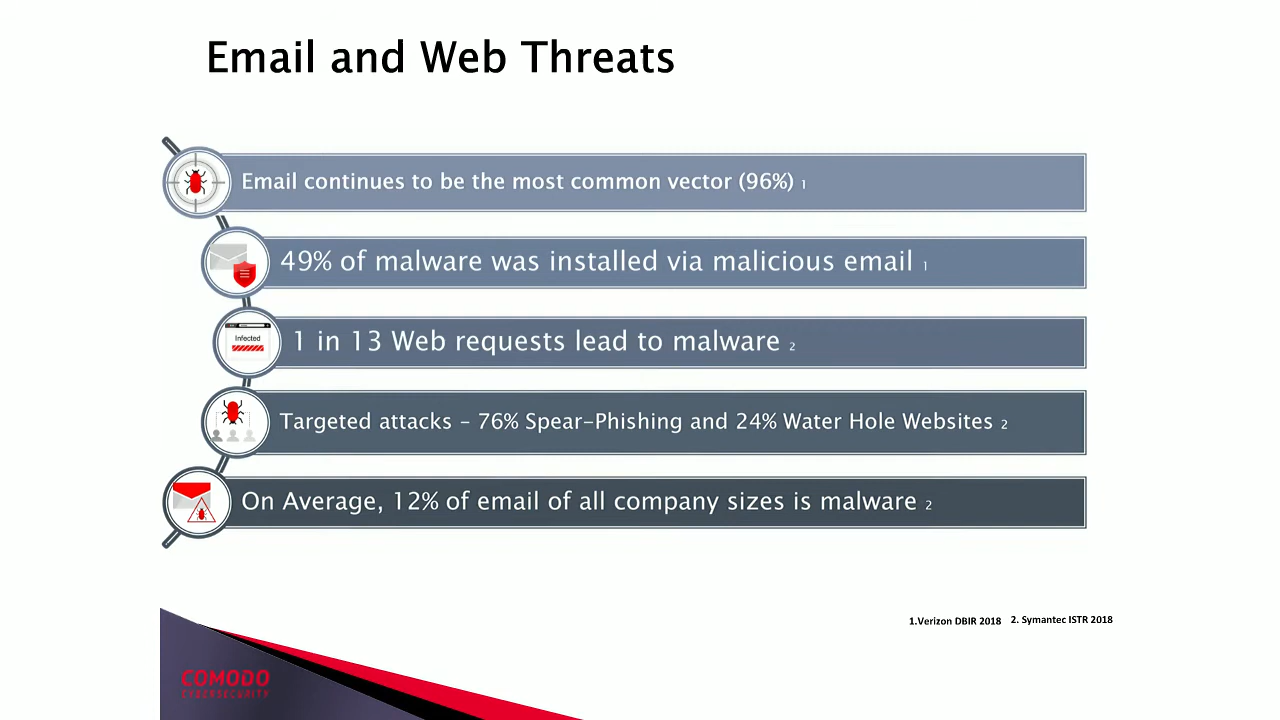 Email and Web Threats
Email continues to be the most common vector (96%) 1
49% of malware was installed via malicious email 1
Infected
1 in 13 Web requests lead to malware 2
Targeted attacks – 76% Spear-Phishing and 24% Water Hole Websites 2
On Average, 12% of email of all company sizes is malware 2
1.Verizon DBIR 2018 2. Symantec ISTR 2018
COMODO
CYBERSECURITY